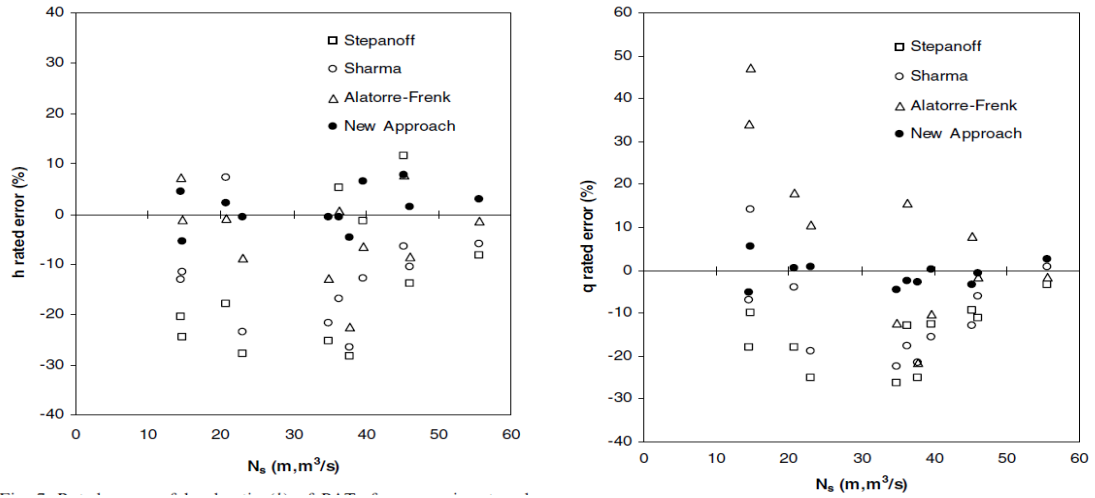 40
30
20
10
0
-10
-20
-30
-40
0 10 20 30 40 50 60
h rated error (%)
Ns (m,m³/s)
Stepanoff
Sharma
Alatorre-Frenk
New Approach
60
50
40
30
20
10
0
-10
-20
-30
-40
0 10 20 30 40 50 60
q rated error (%)
Ns (m,m³/s)
Stepanoff
Sharma
Alatorre-Frenk
New Approach